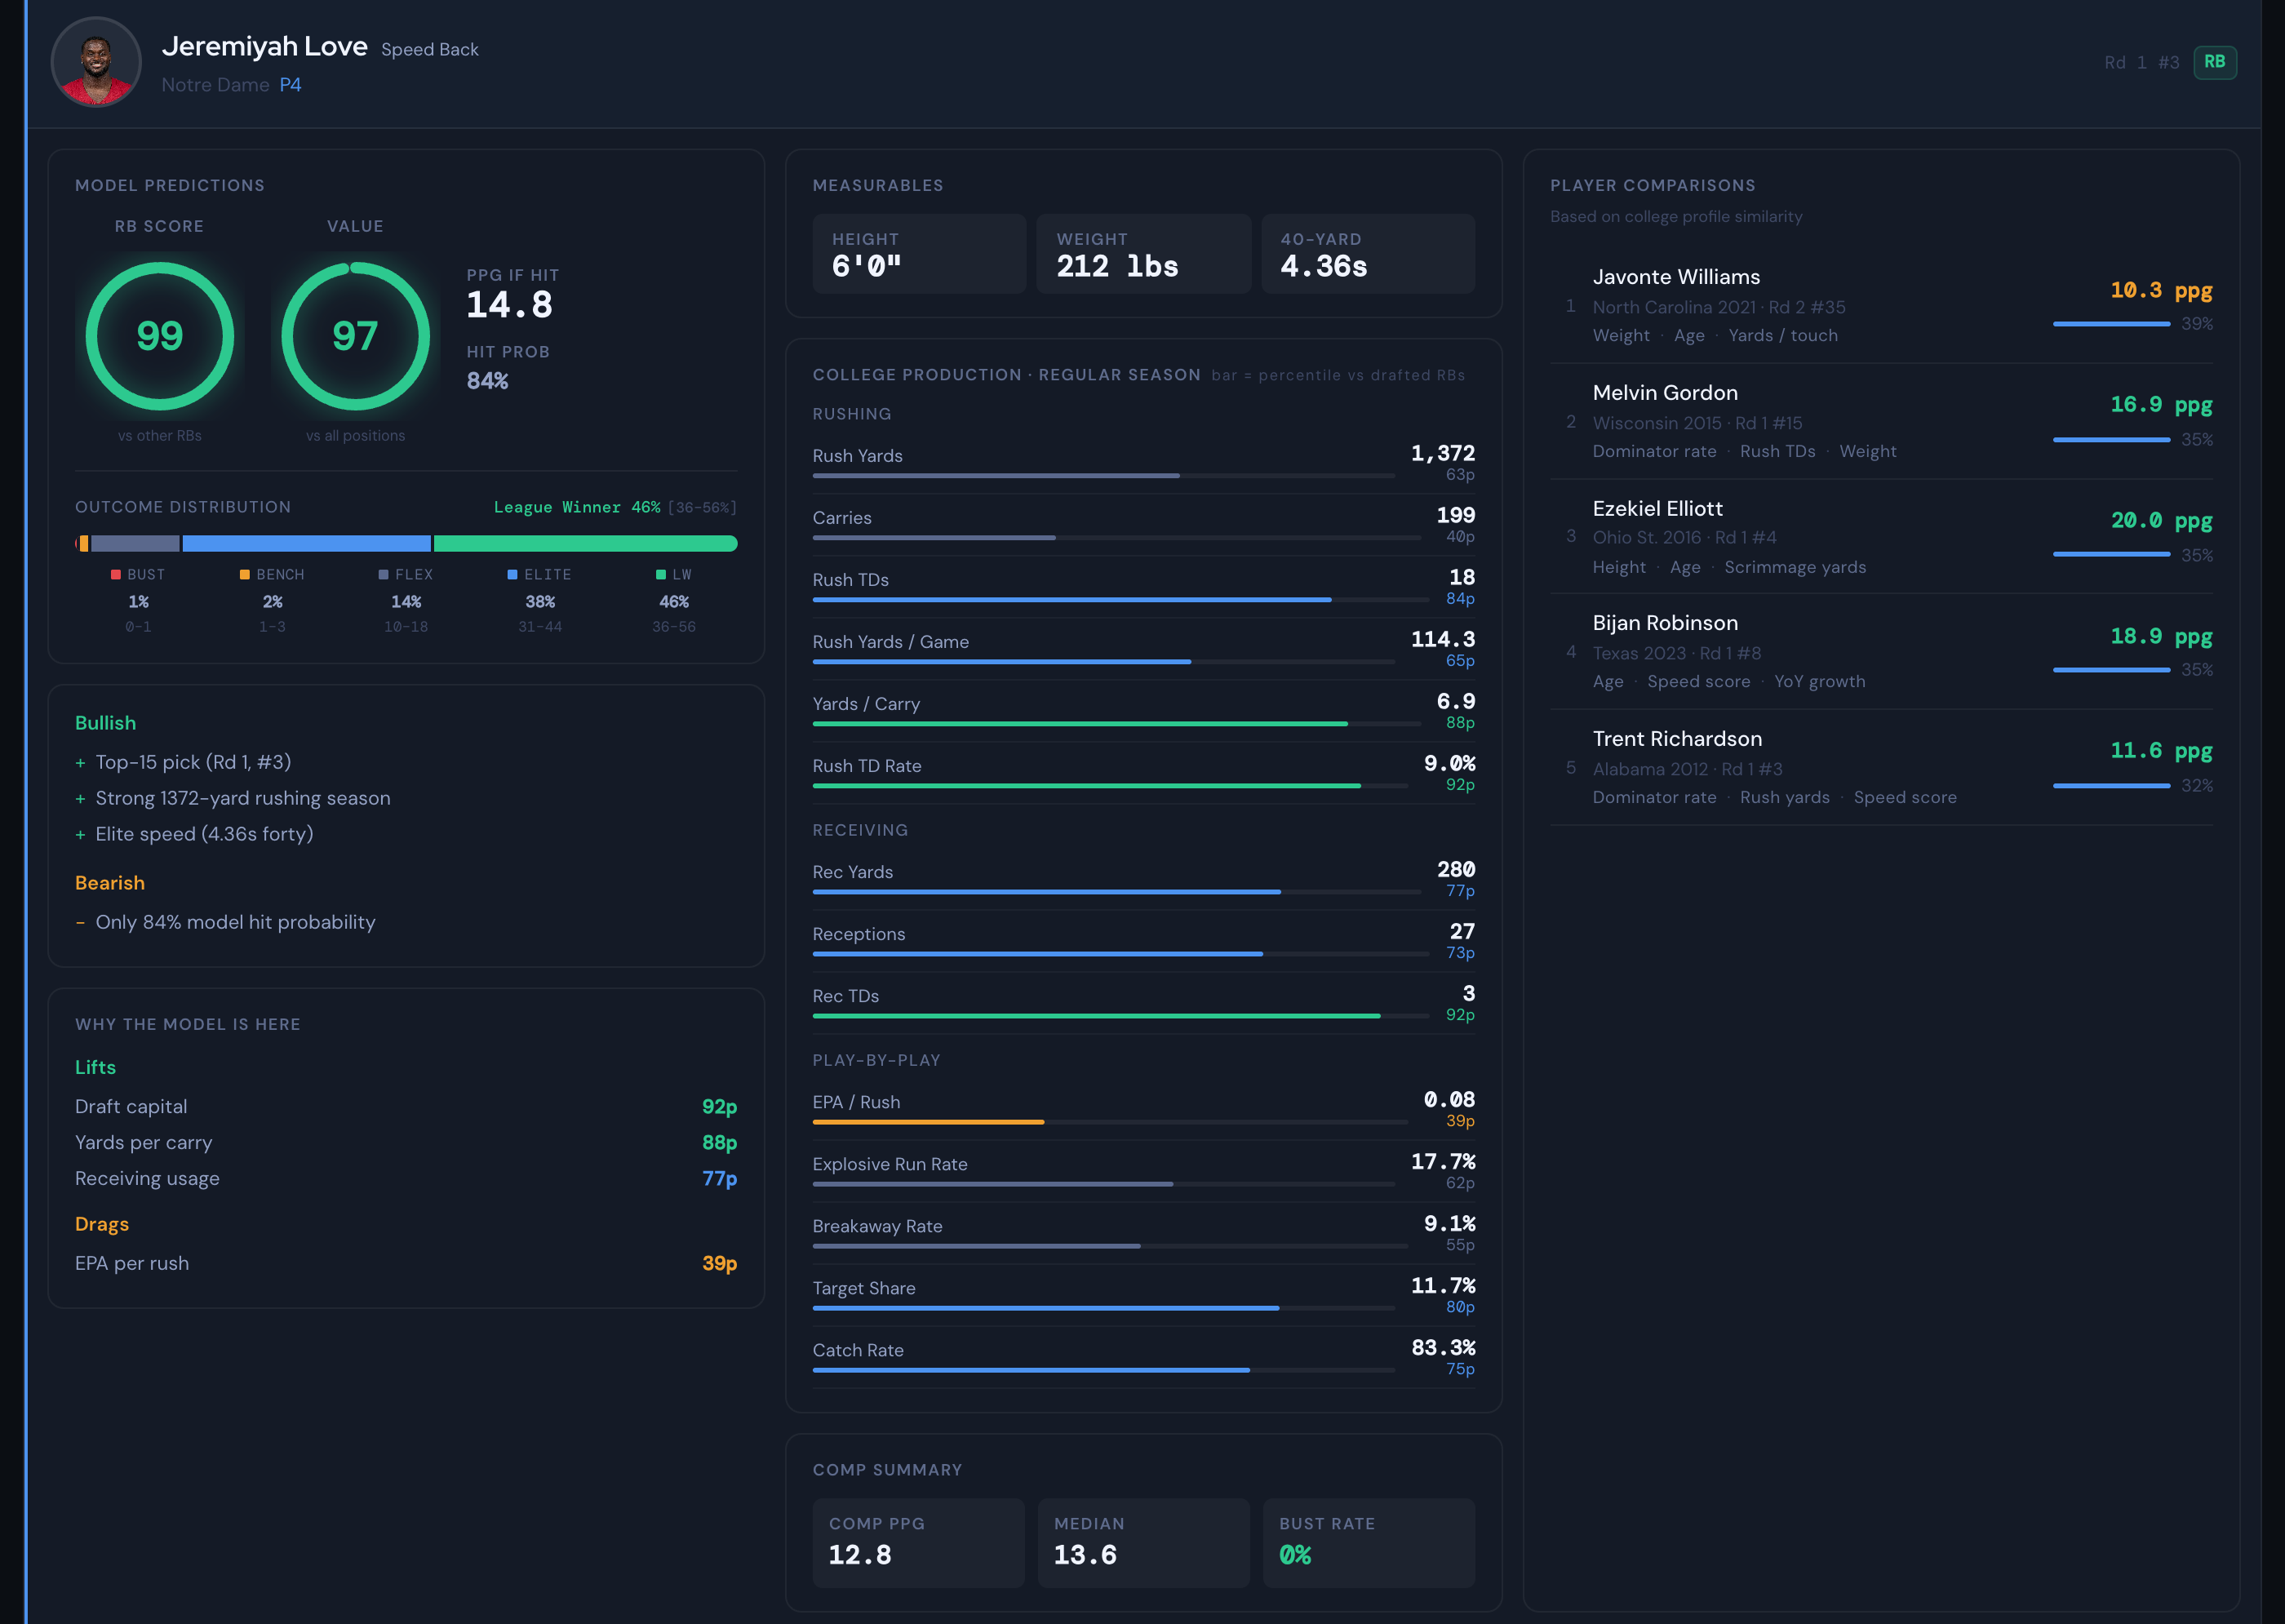 Jeremiyah Love Speed Back
Notre Dame P4
Rd 1 #3 RB
MODEL PREDICTIONS
RB SCORE VALUE
99 97
vs other RBs vs all positions
PPG IF HIT
14.8
HIT PROB
84%
OUTCOME DISTRIBUTION League Winner 46% [36-56%]
BUST BENCH FLEX ELITE LW
1% 2% 14% 38% 46%
0-1 1-3 10-18 31-44 36-56
Bullish
+ Top-15 pick (Rd 1, #3)
+ Strong 1372-yard rushing season
+ Elite speed (4.36s forty)
Bearish
− Only 84% model hit probability
WHY THE MODEL IS HERE
Lifts
Draft capital 92p
Yards per carry 88p
Receiving usage 77p
Drags
EPA per rush 39p
MEASURABLES
HEIGHT WEIGHT 40-YARD
6'0" 212 lbs 4.36s
COLLEGE PRODUCTION · REGULAR SEASON bar = percentile vs drafted RBs
RUSHING
Rush Yards 1,372
63p
Carries 199
40p
Rush TDs 18
84p
Rush Yards / Game 114.3
65p
Yards / Carry 6.9
88p
Rush TD Rate 9.0%
92p
RECEIVING
Rec Yards 280
77p
Receptions 27
73p
Rec TDs 3
92p
PLAY-BY-PLAY
EPA / Rush 0.08
39p
Explosive Run Rate 17.7%
62p
Breakaway Rate 9.1%
55p
Target Share 11.7%
80p
Catch Rate 83.3%
75p
COMP SUMMARY
COMP PPG MEDIAN BUST RATE
12.8 13.6 0%
PLAYER COMPARISONS
Based on college profile similarity
1 Javonte Williams 10.3 ppg
North Carolina 2021 · Rd 2 #35 39%
Weight · Age · Yards / touch
2 Melvin Gordon 16.9 ppg
Wisconsin 2015 · Rd 1 #15 35%
Dominator rate · Rush TDs · Weight
3 Ezekiel Elliott 20.0 ppg
Ohio St. 2016 · Rd 1 #4 35%
Height · Age · Scrimmage yards
4 Bijan Robinson 18.9 ppg
Texas 2023 · Rd 1 #8 35%
Age · Speed score · YoY growth
5 Trent Richardson 11.6 ppg
Alabama 2012 · Rd 1 #3 32%
Dominator rate · Rush yards · Speed score